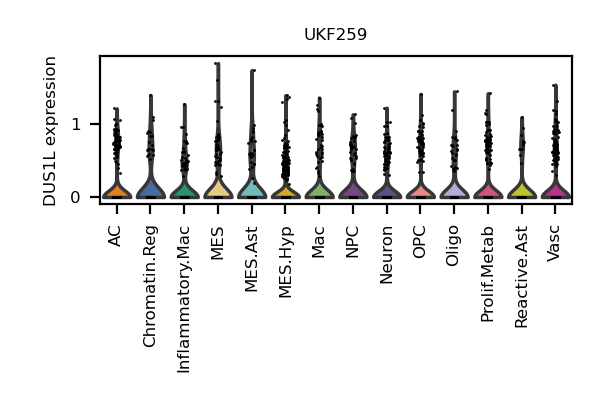 UKF259
DUS1L expression
1
0
AC
Chromatin.Reg
Inflammatory.Mac
MES
MES.Ast
MES.Hyp
Mac
NPC
Neuron
OPC
Oligo
Prolif.Metab
Reactive.Ast
Vasc